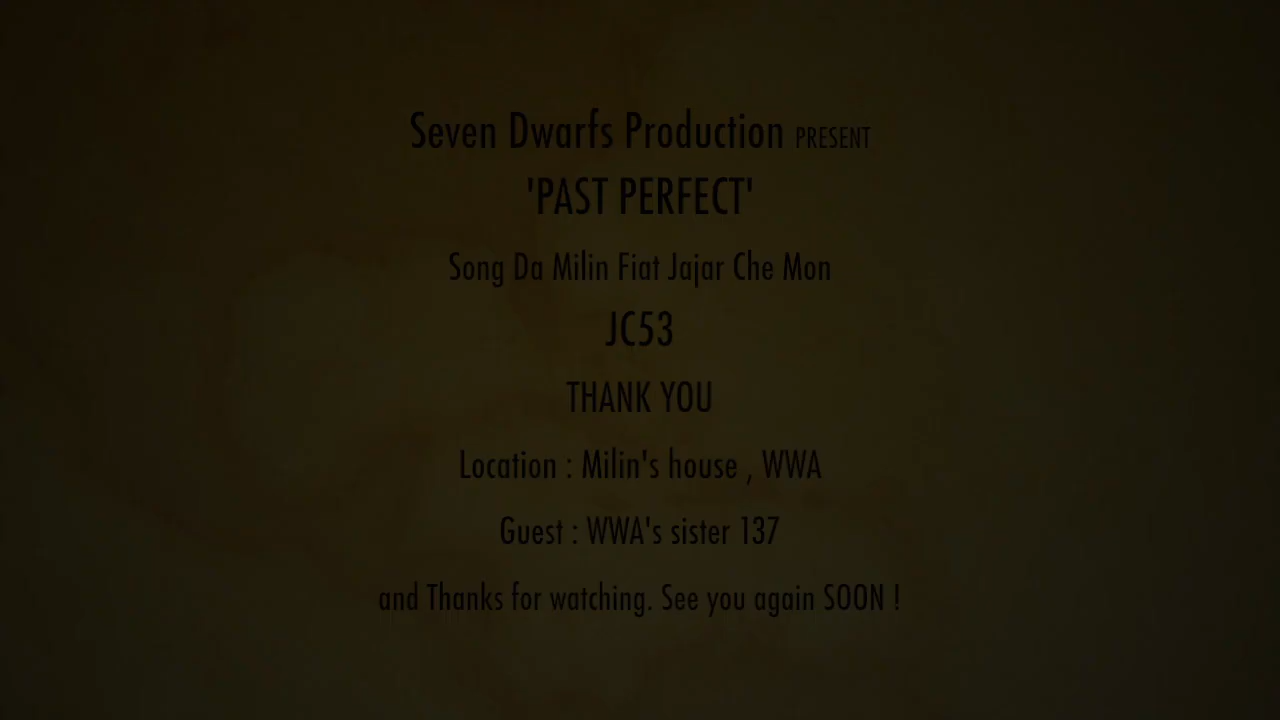 Seven Dwarfs Production PRESENT
'PAST PERFECT'
Song Da Milin Fiat Jajar Che Mon
JC53
THANK YOU
Location : Milin's house , WWA
Guest : WWA's sister 137
and Thanks for watching. See you again SOON !